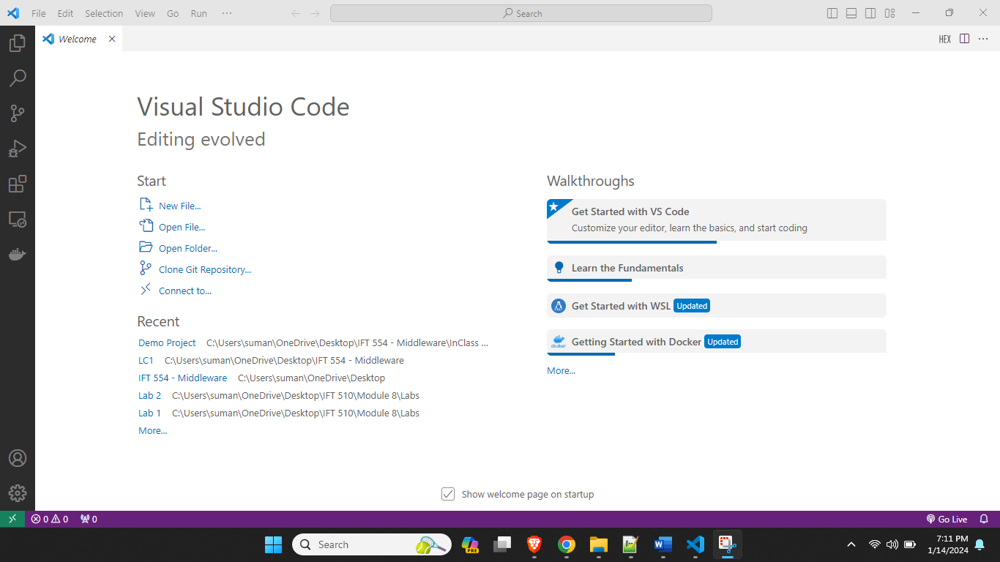 File Edit Selection View Go Run ···
Search
Welcome
HEX
Visual Studio Code
Editing evolved
Start
New File...
Open File...
Open Folder...
Clone Git Repository...
Connect to...
Recent
Demo Project C:\Users\suman\OneDrive\Desktop\IFT 554 - Middleware\InClass ...
LC1 C:\Users\suman\OneDrive\Desktop\IFT 554 - Middleware
IFT 554 - Middleware C:\Users\suman\OneDrive\Desktop
Lab 2 C:\Users\suman\OneDrive\Desktop\IFT 510\Module 8\Labs
Lab 1 C:\Users\suman\OneDrive\Desktop\IFT 510\Module 8\Labs
More...
Walkthroughs
Get Started with VS Code
Customize your editor, learn the basics, and start coding
Learn the Fundamentals
Get Started with WSL Updated
docker
Getting Started with Docker Updated
More...
Show welcome page on startup
0 0 0
Go Live
Search
PRE
W
7:11 PM
1/14/2024